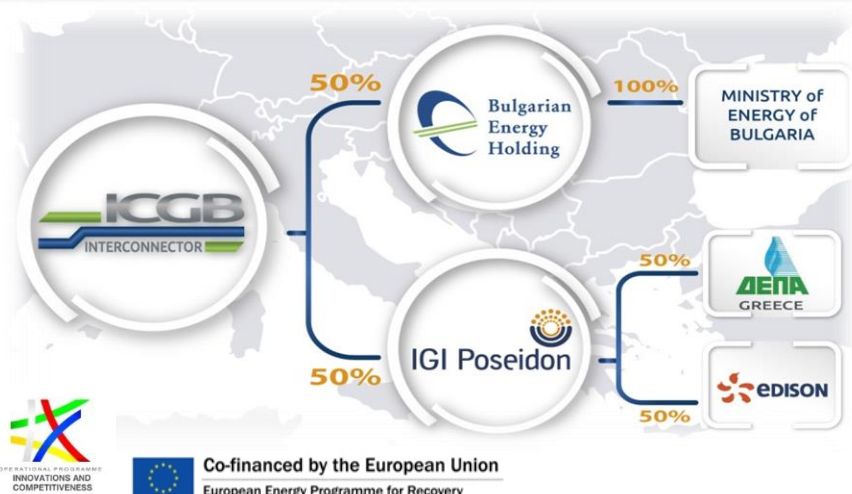 50%
Bulgarian
Energy
Holding
100%
MINISTRY of
ENERGY of
BULGARIA
ICGB
INTERCONNECTOR
50%
IGI Poseidon
50%
ΔΕΠΑ
GREECE
50%
eDISON
OPERATIONAL PROGRAMME
INNOVATIONS AND
COMPETITIVENESS
Co-financed by the European Union
European Energy Programme for Recovery